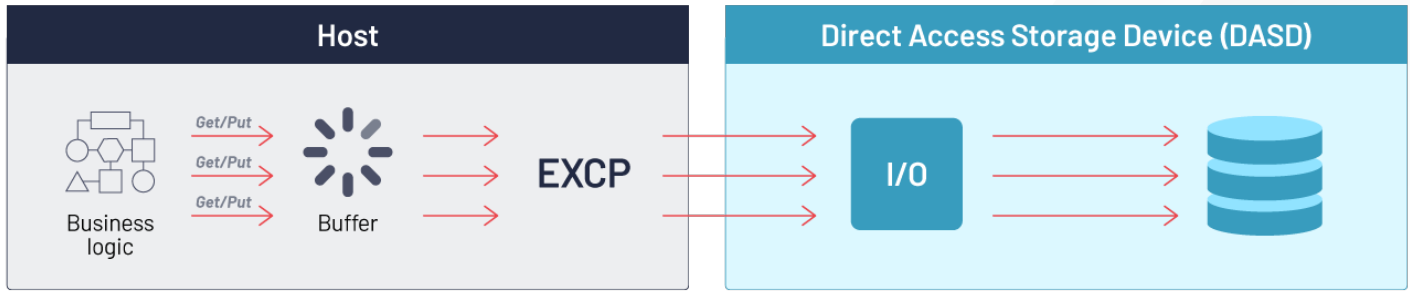 Host
Direct Access Storage Device (DASD)
Get/Put
Get/Put
Get/Put
Business
logic
Buffer
EXCP
I/O